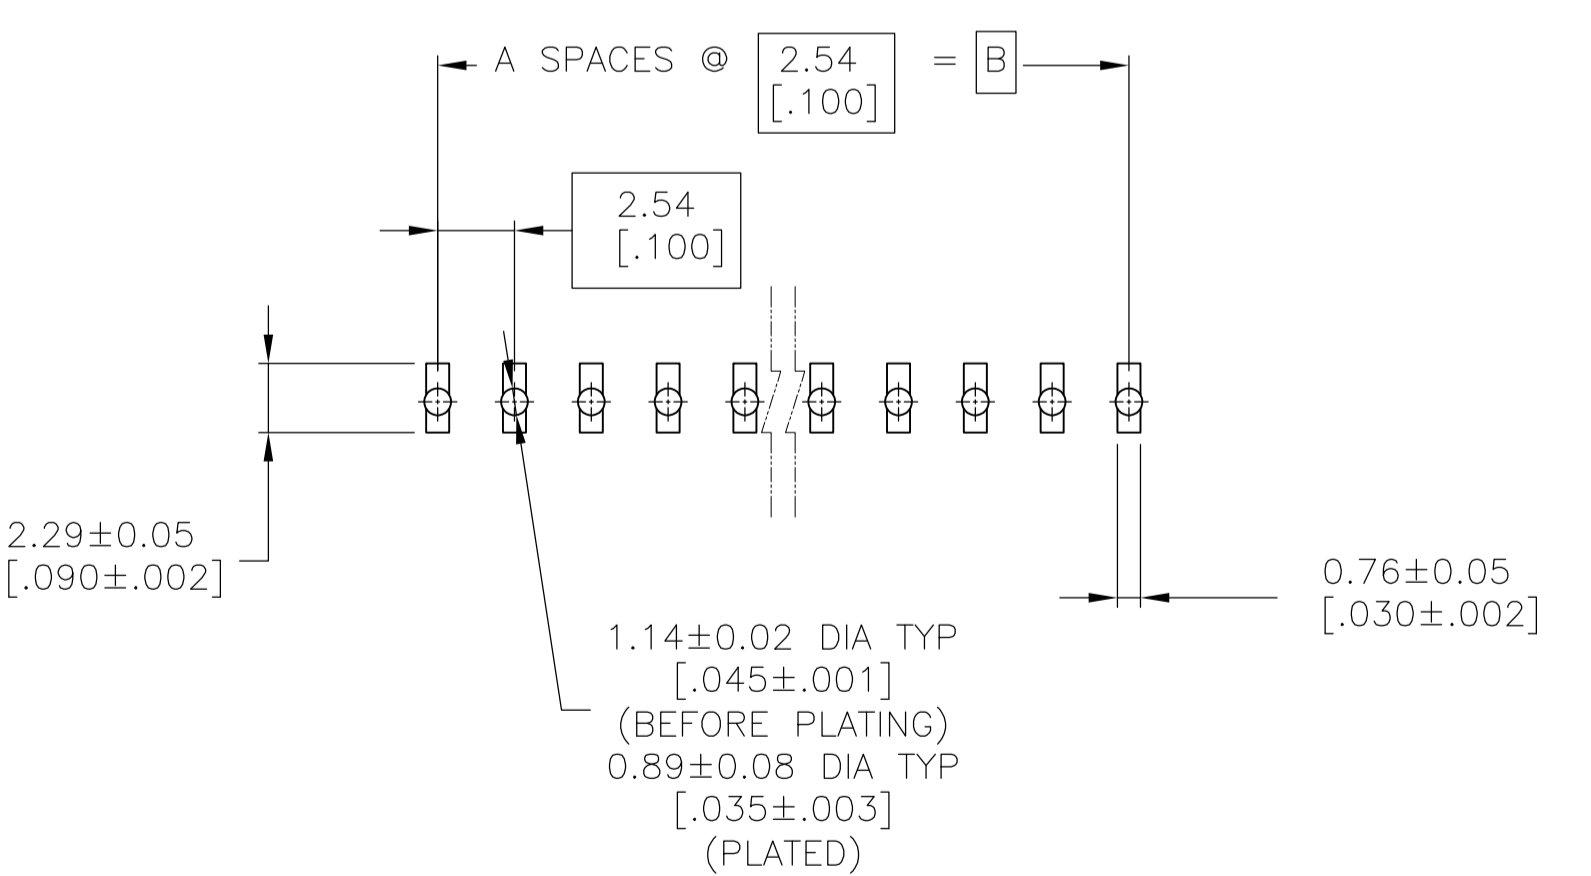 A SPACES @ 2.54 = B
[.100]
2.54
[.100]
2.29±0.05
[.090±.002]
0.76±0.05
[.030±.002]
1.14±0.02 DIA TYP
[.045±.001]
(BEFORE PLATING)
0.89±0.08 DIA TYP
[.035±.003]
(PLATED)